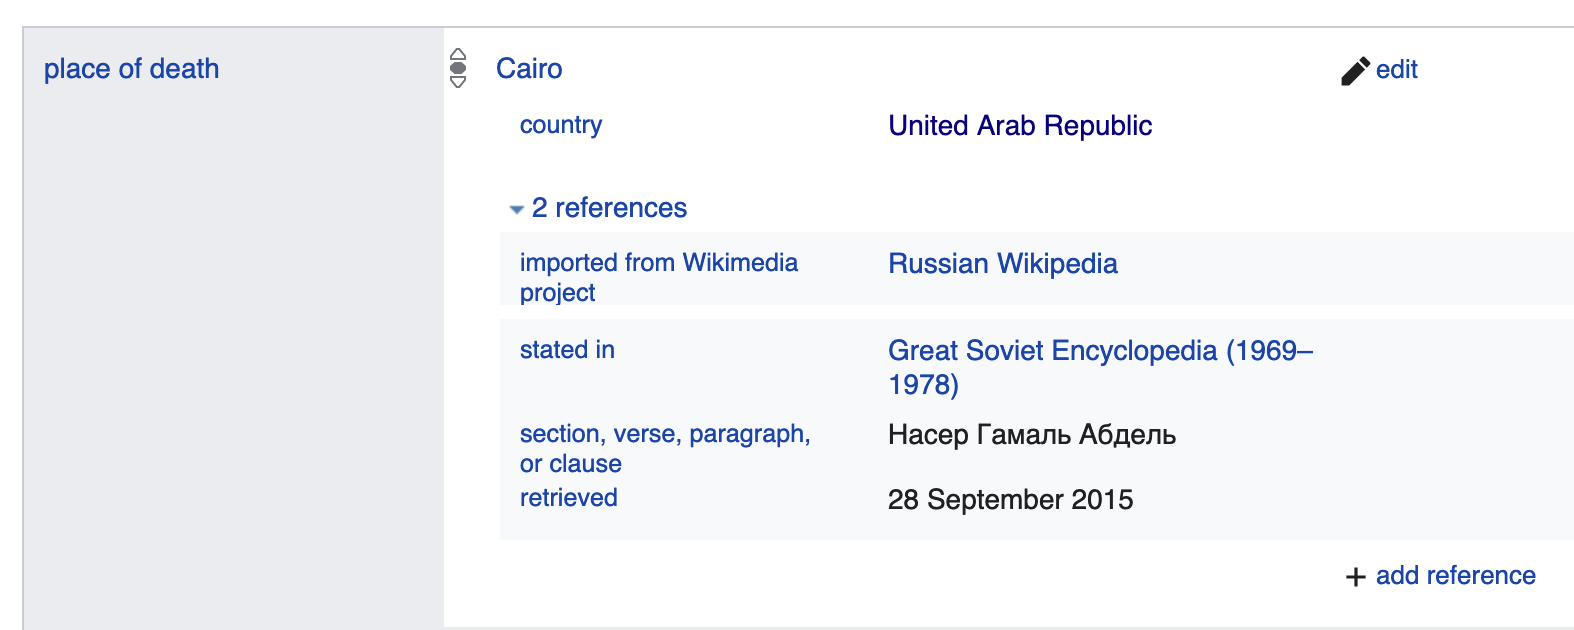 place of death
Cairo
edit
country
United Arab Republic
2 references
imported from Wikimedia
project
Russian Wikipedia
stated in
Great Soviet Encyclopedia (1969–
1978)
section, verse, paragraph,
or clause
Насер Гамаль Абдель
retrieved
28 September 2015
+ add reference